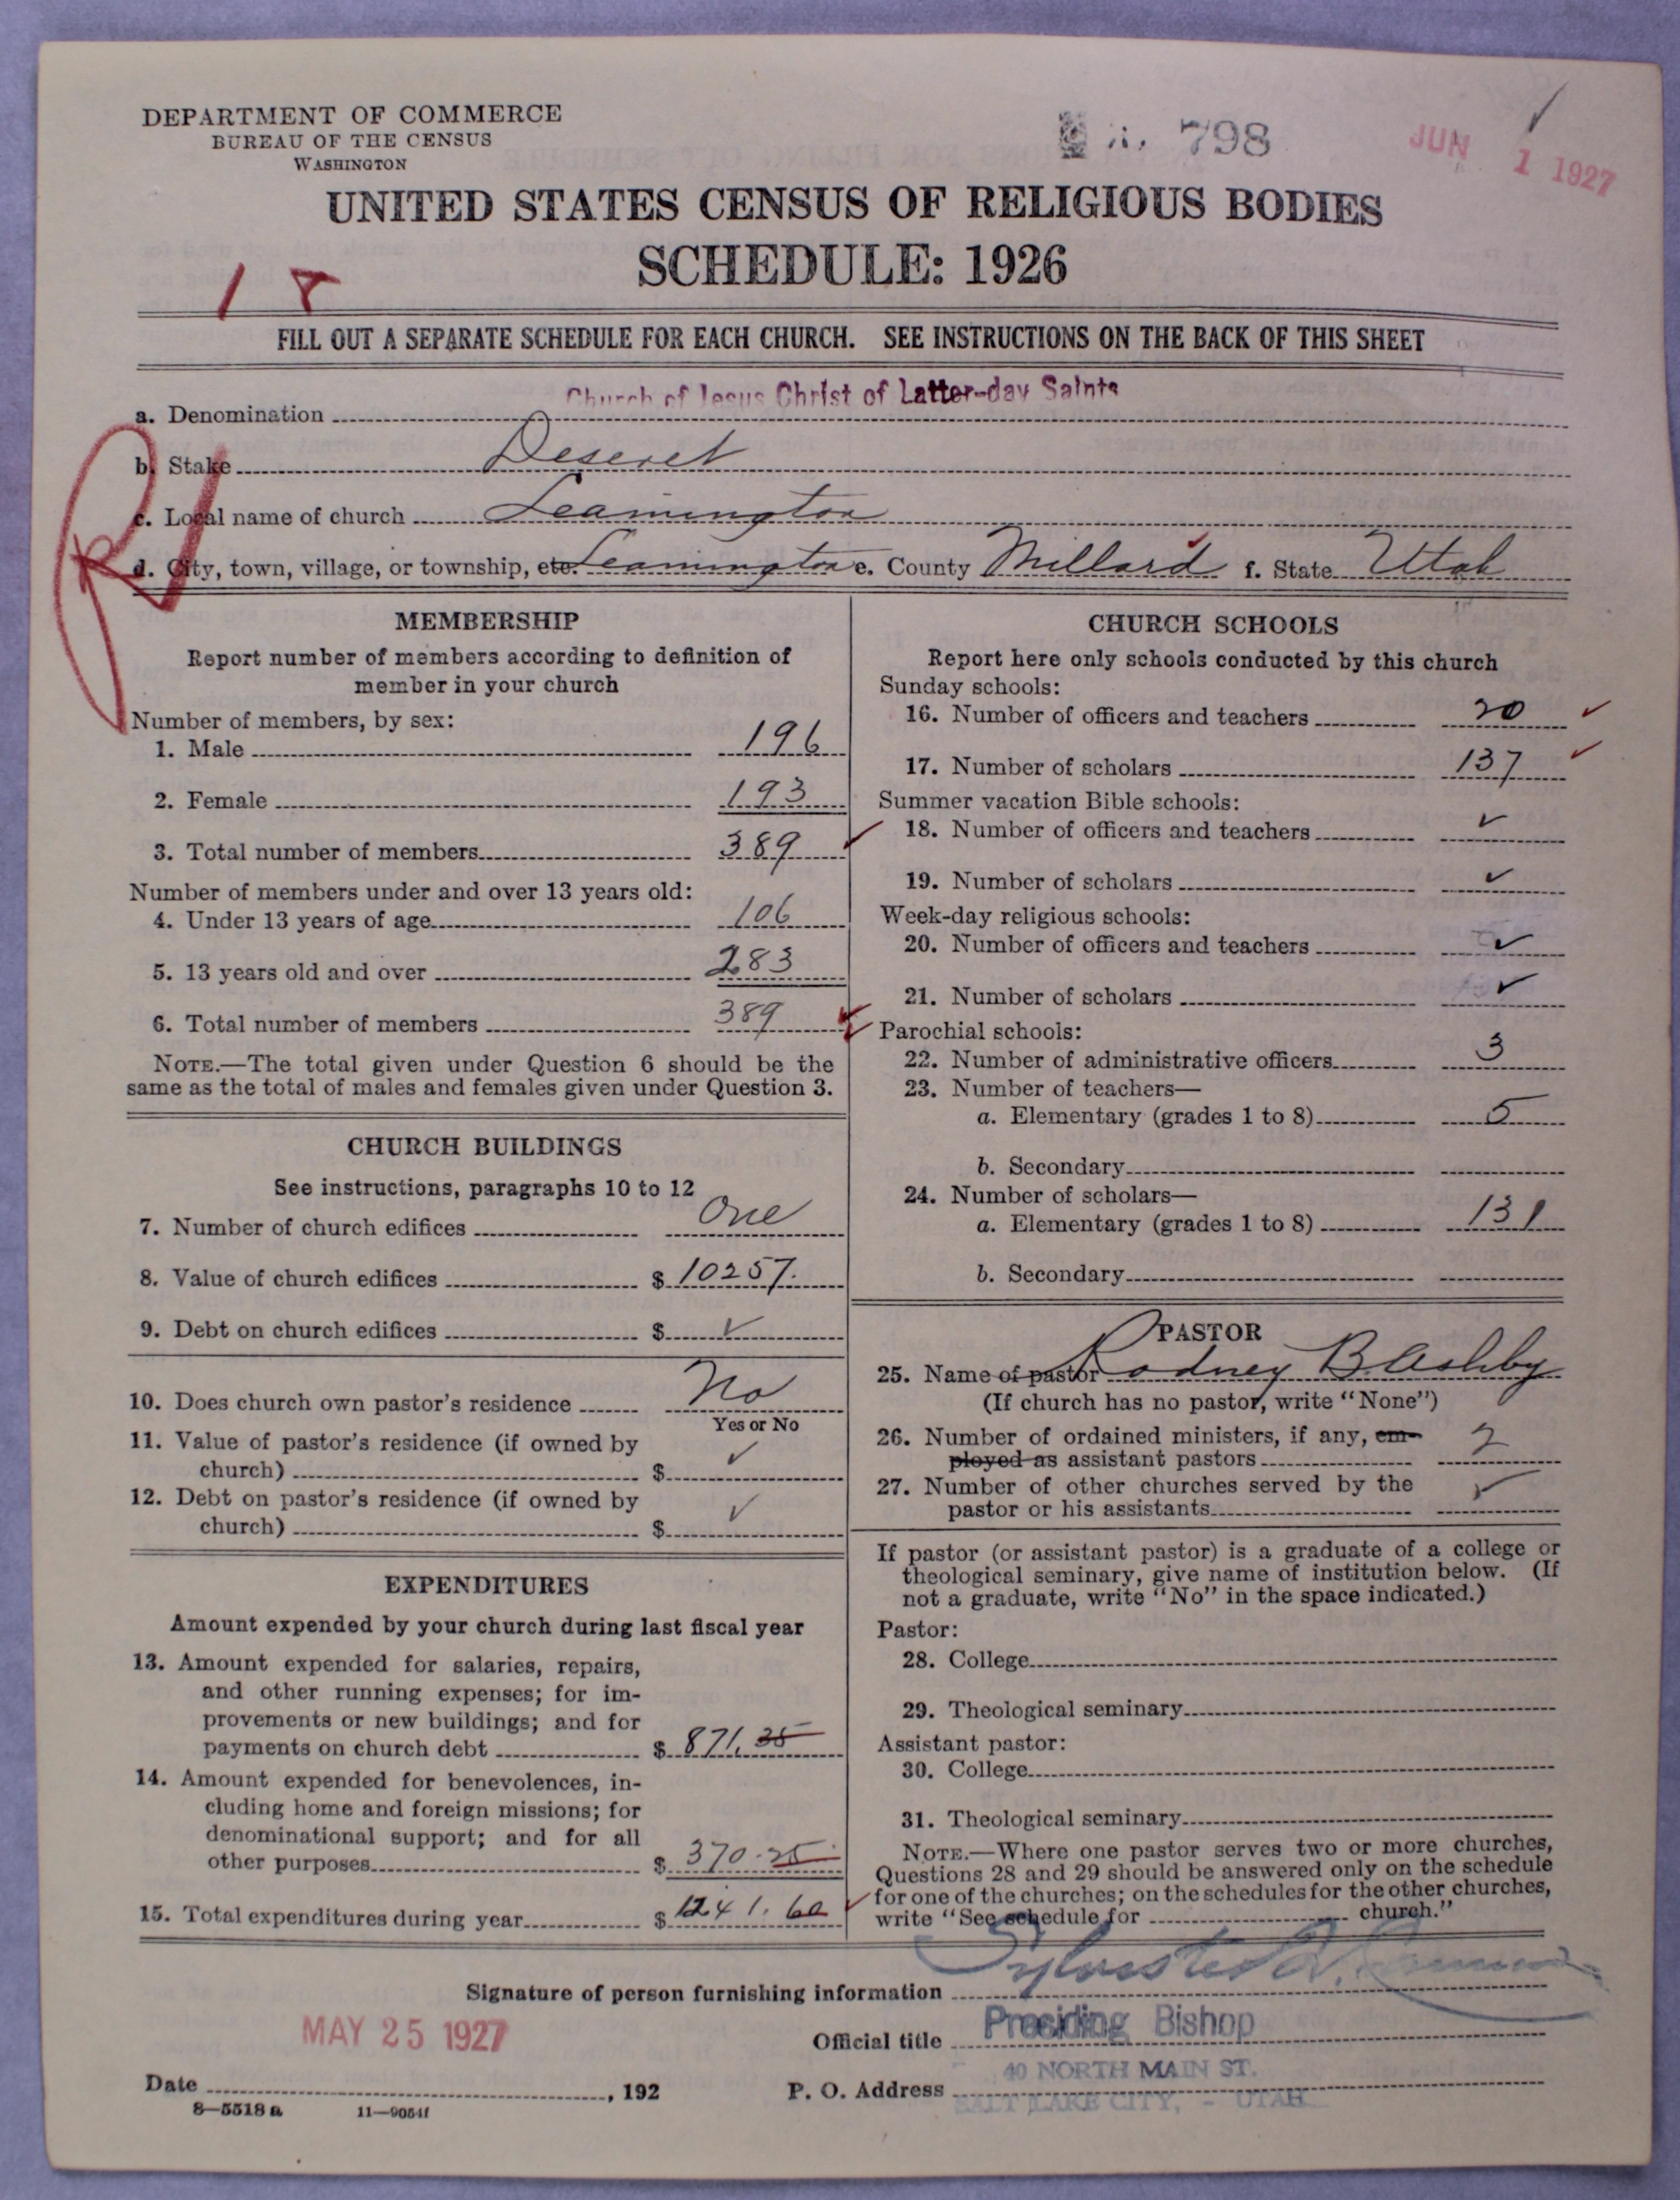 DEPARTMENT OF COMMERCE
BUREAU OF THE CENSUS
WASHINGTON
798
JUN 1 1927
UNITED STATES CENSUS OF RELIGIOUS BODIES
SCHEDULE: 1926
1
FILL OUT A SEPARATE SCHEDULE FOR EACH CHURCH. SEE INSTRUCTIONS ON THE BACK OF THIS SHEET
a. Denomination Church of Jesus Christ of Latter-day Saints
b. Stake Deseret
c. Local name of church Leamington
d. City, town, village, or township, etc. Leamington e. County Millard f. State Utah
MEMBERSHIP
Report number of members according to definition of
member in your church
Number of members, by sex:
1. Male 196
2. Female 193
3. Total number of members 389 ✓
Number of members under and over 13 years old:
4. Under 13 years of age 106
5. 13 years old and over 283
6. Total number of members 389 ✓
NOTE.—The total given under Question 6 should be the
same as the total of males and females given under Question 3.
CHURCH BUILDINGS
See instructions, paragraphs 10 to 12
7. Number of church edifices One
8. Value of church edifices $ 10257.
9. Debt on church edifices $ ✓
10. Does church own pastor's residence No
Yes or No
11. Value of pastor's residence (if owned by
church) $ ✓
12. Debt on pastor's residence (if owned by
church) $ ✓
EXPENDITURES
Amount expended by your church during last fiscal year
13. Amount expended for salaries, repairs,
and other running expenses; for im-
provements or new buildings; and for
payments on church debt $ 871.35
14. Amount expended for benevolences, in-
cluding home and foreign missions; for
denominational support; and for all
other purposes $ 370.25
15. Total expenditures during year $ 1241.60 ✓
CHURCH SCHOOLS
Report here only schools conducted by this church
Sunday schools:
16. Number of officers and teachers 20 ✓
17. Number of scholars 137 ✓
Summer vacation Bible schools:
18. Number of officers and teachers ✓
19. Number of scholars ✓
Week-day religious schools:
20. Number of officers and teachers ✓
21. Number of scholars ✓
Parochial schools:
22. Number of administrative officers 3
23. Number of teachers—
a. Elementary (grades 1 to 8) 5
b. Secondary
24. Number of scholars—
a. Elementary (grades 1 to 8) 131
b. Secondary
PASTOR
25. Name of pastor Rodney B. Ashby
(If church has no pastor, write "None")
26. Number of ordained ministers, if any, em-
ployed as assistant pastors 2
27. Number of other churches served by the
pastor or his assistants ✓
If pastor (or assistant pastor) is a graduate of a college or
theological seminary, give name of institution below. (If
not a graduate, write "No" in the space indicated.)
Pastor:
28. College
29. Theological seminary
Assistant pastor:
30. College
31. Theological seminary
NOTE.—Where one pastor serves two or more churches,
Questions 28 and 29 should be answered only on the schedule
for one of the churches; on the schedules for the other churches,
write "See schedule for church."
Signature of person furnishing information Sylvester Q. Cannon
MAY 25 1927
Official title Presiding Bishop
Date , 192
P. O. Address 40 NORTH MAIN ST.
SALT LAKE CITY, - UTAH
8—5518 a 11—9054f